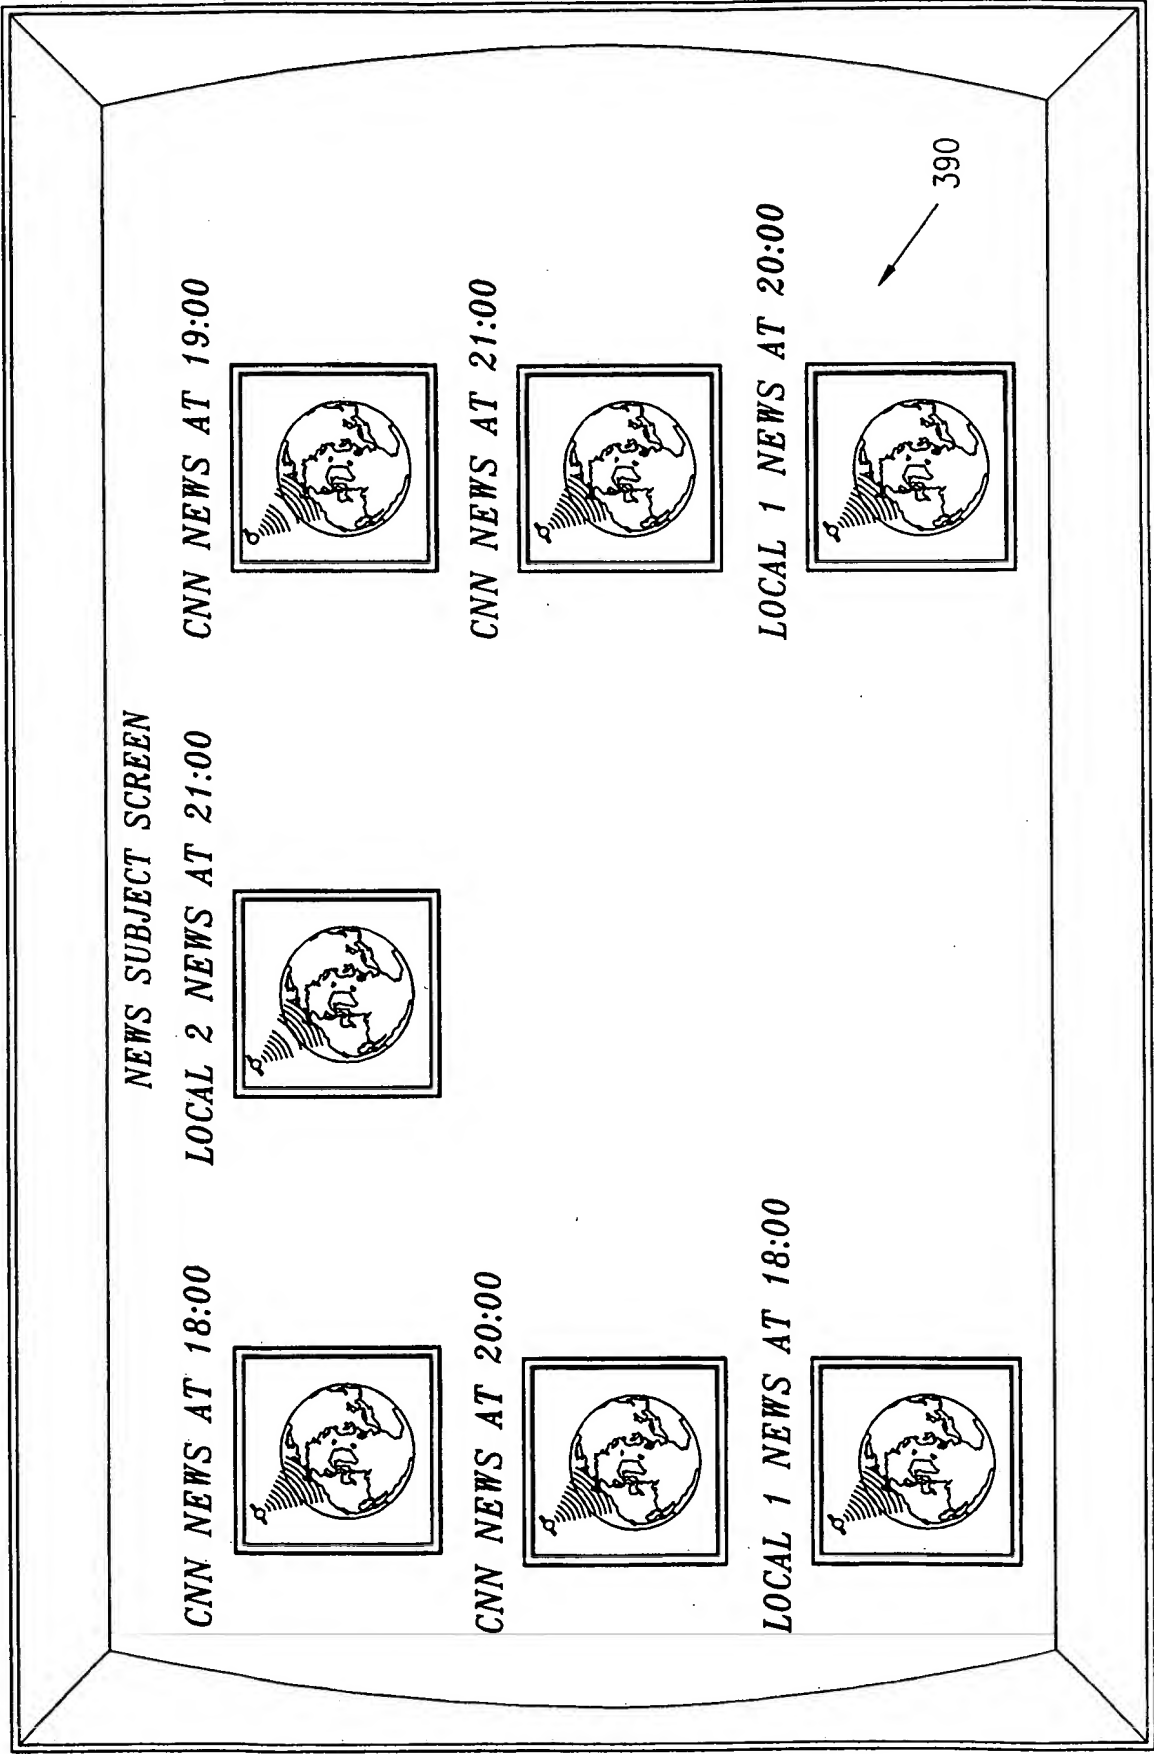 NEWS SUBJECT SCREEN
CNN NEWS AT 18:00
LOCAL 2 NEWS AT 21:00
CNN NEWS AT 19:00
CNN NEWS AT 20:00
CNN NEWS AT 21:00
LOCAL 1 NEWS AT 18:00
LOCAL 1 NEWS AT 20:00
390